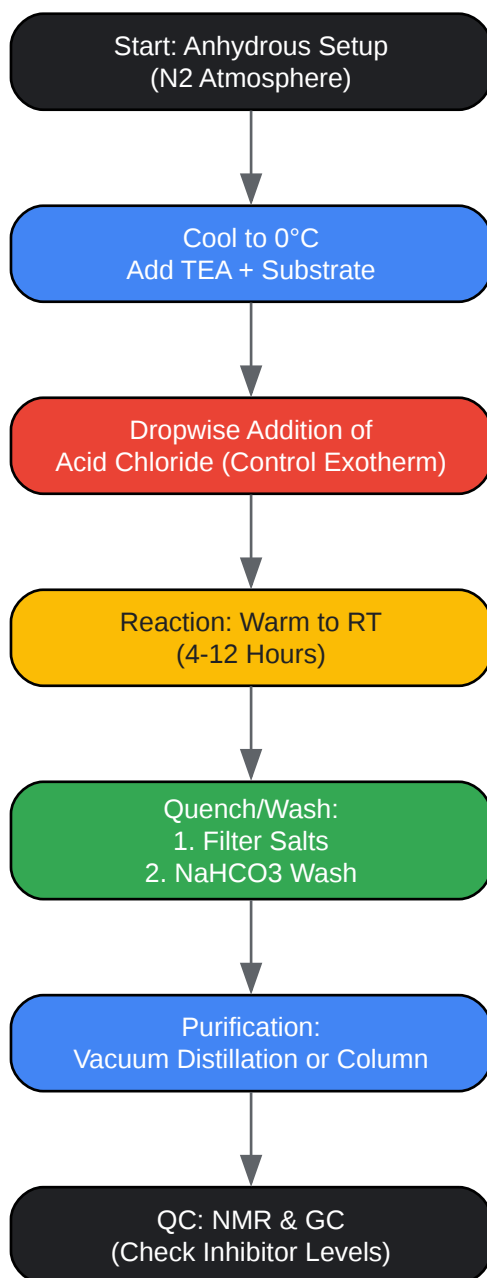 Start: Anhydrous Setup
(N2 Atmosphere)
Cool to 0°C
Add TEA + Substrate
Dropwise Addition of
Acid Chloride (Control Exotherm)
Reaction: Warm to RT
(4-12 Hours)
Quench/Wash:
1. Filter Salts
2. NaHCO3 Wash
Purification:
Vacuum Distillation or Column
QC: NMR & GC
(Check Inhibitor Levels)